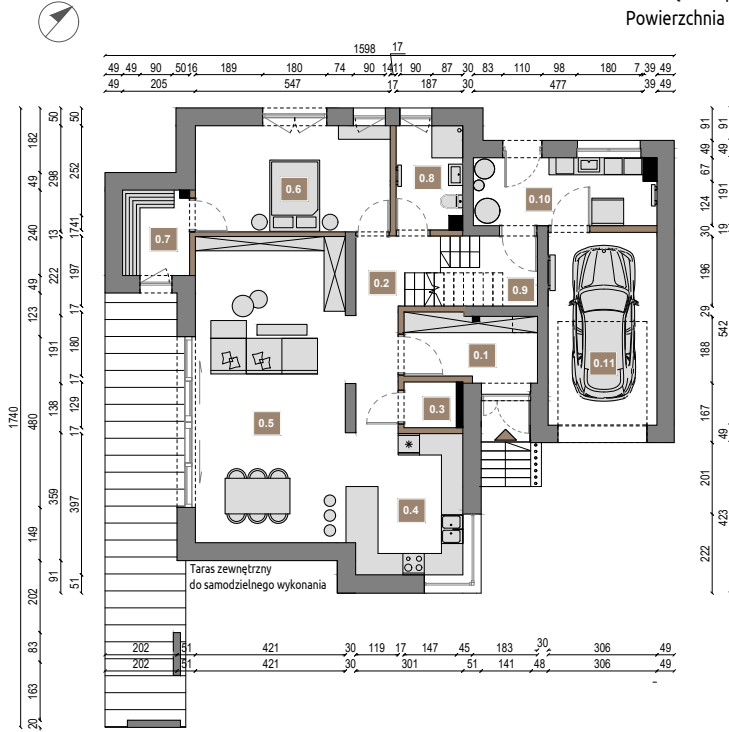 Powierzchnia
1598 17
49 49 90 50 16 189 180 74 90 14 11 90 87 30 83 110 98 180 7 39 49
49 205 547 17 187 30 477 39 49
182 49 240 49 123 191 480 149 202 83 163 20
1740
50 298 13 222 191 138 359 91
50 252 41 17 197 17 180 17 129 17 397 51
91 49 67 124 30 196 29 188 167 201 222
91 49 191 19 542 49 423
0.6
0.8
0.10
0.7
0.2
0.9
0.1
0.11
0.3
0.5
0.4
Taras zewnętrzny
do samodzielnego wykonania
202 51 421 30 119 17 147 45 183 30 306 49
202 51 421 30 301 51 141 48 306 49